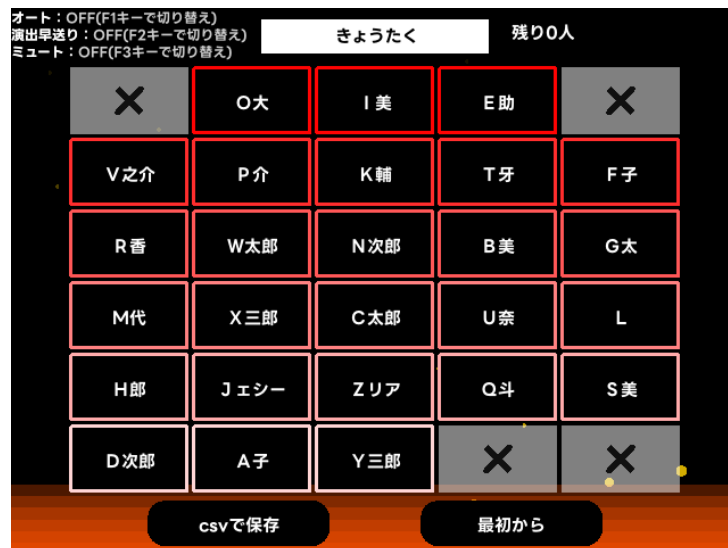 オート：OFF(F1キーで切り替え)
演出早送り：OFF(F2キーで切り替え)
ミュート：OFF(F3キーで切り替え)
きょうたく
残り0人
O大 I美 E助
V之介 P介 K輔 T牙 F子
R香 W太郎 N次郎 B美 G太
M代 X三郎 C太郎 U奈 L
H郎 Jェシー Zリア Q斗 S美
D次郎 A子 Y三郎
csvで保存 最初から